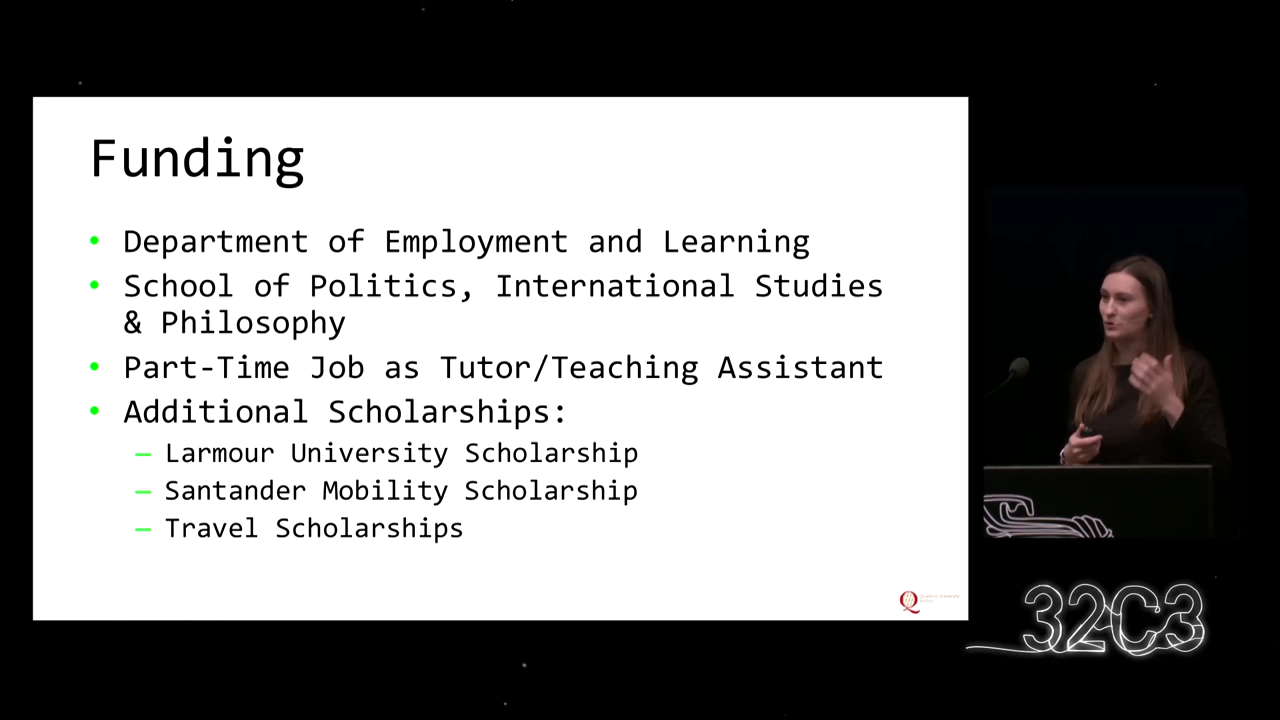 Funding
• Department of Employment and Learning
• School of Politics, International Studies
& Philosophy
• Part-Time Job as Tutor/Teaching Assistant
• Additional Scholarships:
– Larmour University Scholarship
– Santander Mobility Scholarship
– Travel Scholarships
Q
32C3